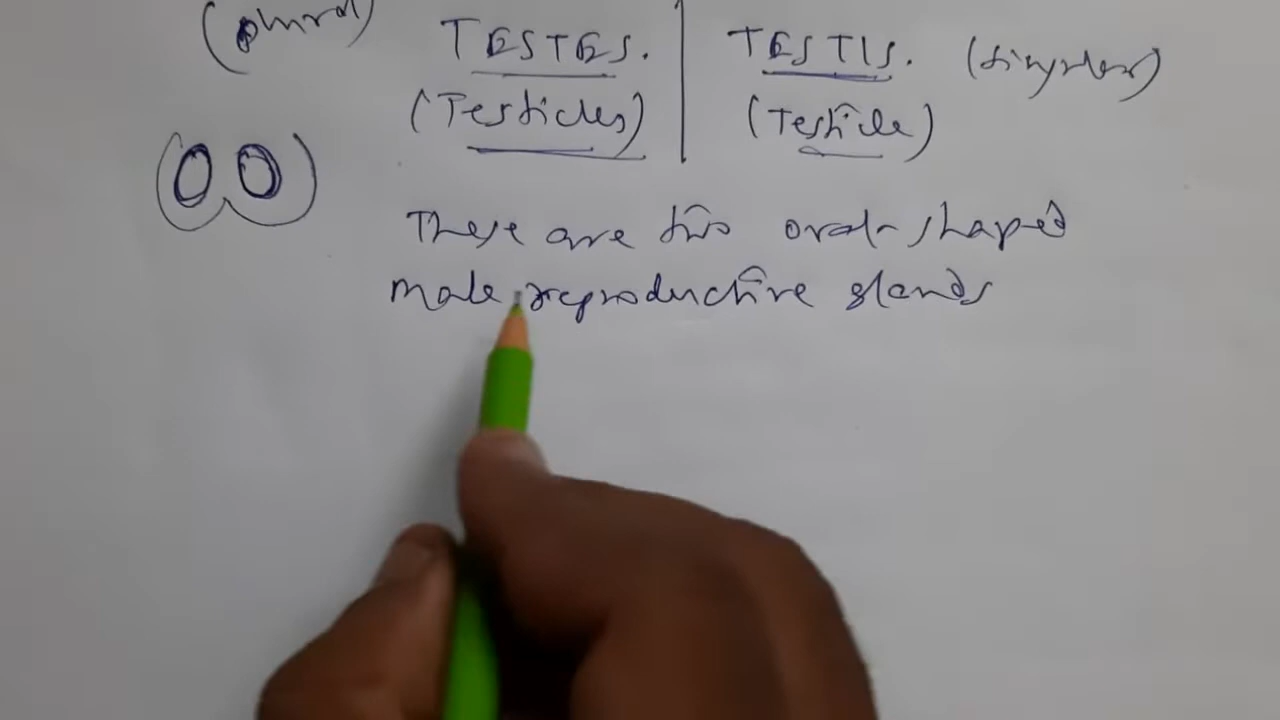 (plural) TESTES. | TESTIS. (singular)
(Testicles) | (Testicle)
These are two oval-shaped
male reproductive glands